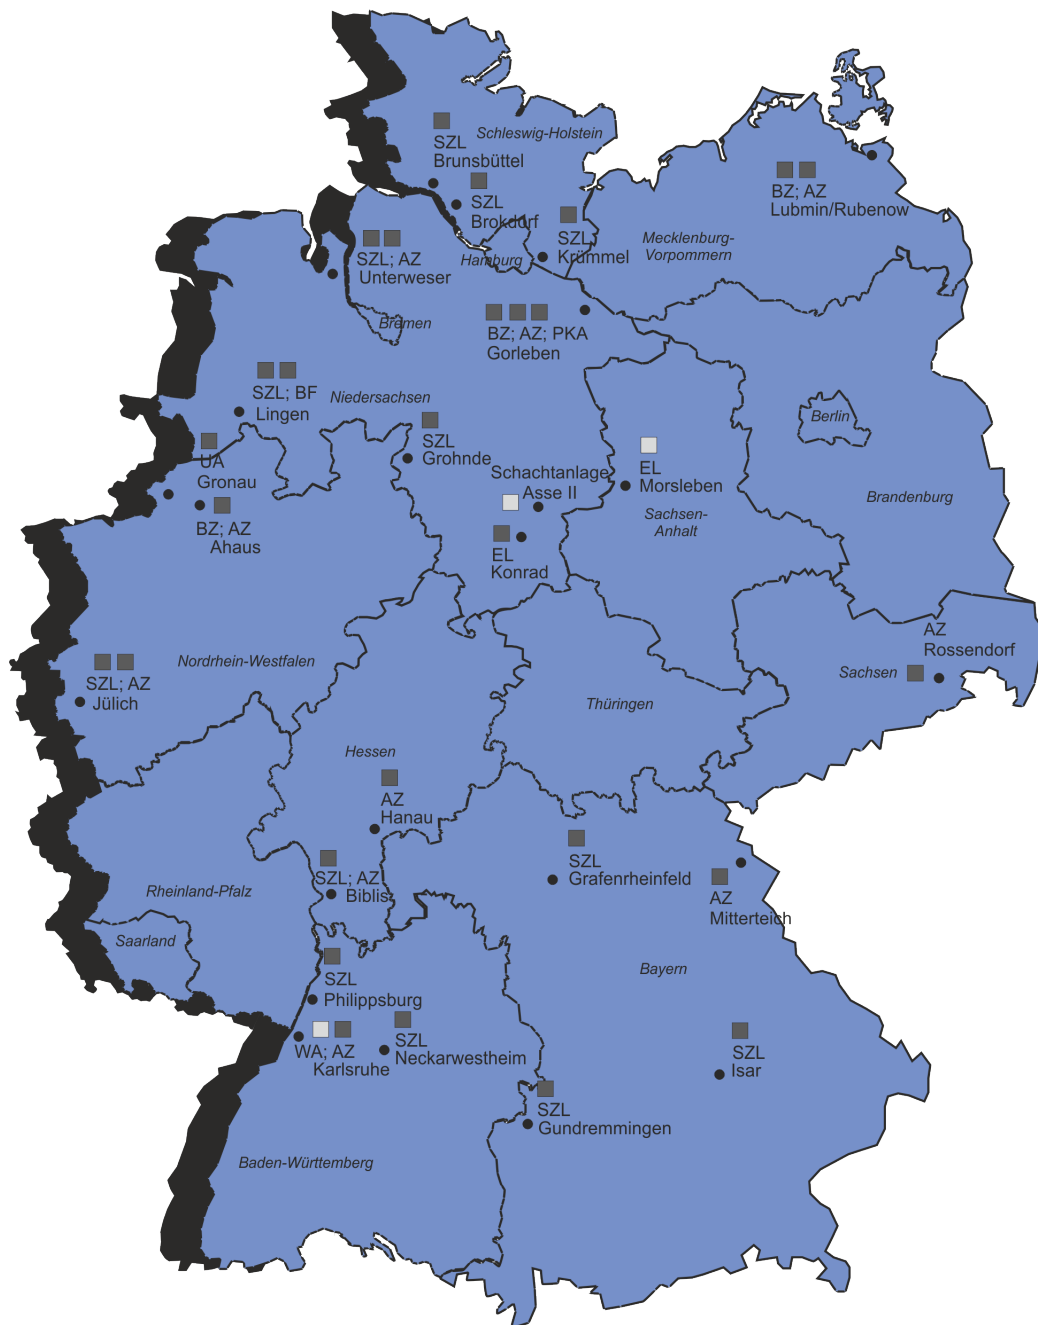 SZL
Brunsbüttel
Schleswig-Holstein
SZL
Brokdorf
BZ; AZ
Lubmin/Rubenow
SZL
Krümmel
Hamburg
Mecklenburg-
Vorpommern
SZL; AZ
Unterweser
Bremen
BZ; AZ; PKA
Gorleben
SZL; BF
Lingen
Niedersachsen
SZL
Grohnde
Berlin
UA
Gronau
EL
Morsleben
Schachtanlage
Asse II
Brandenburg
BZ; AZ
Ahaus
Sachsen-
Anhalt
EL
Konrad
AZ
Rossendorf
Sachsen
Nordrhein-Westfalen
SZL; AZ
Jülich
Thüringen
Hessen
AZ
Hanau
SZL
Grafenrheinfeld
SZL; AZ
Biblis
Rheinland-Pfalz
AZ
Mitterteich
Saarland
Bayern
SZL
Philippsburg
WA; AZ
Karlsruhe
SZL
Neckarwestheim
SZL
Isar
SZL
Gundremmingen
Baden-Württemberg